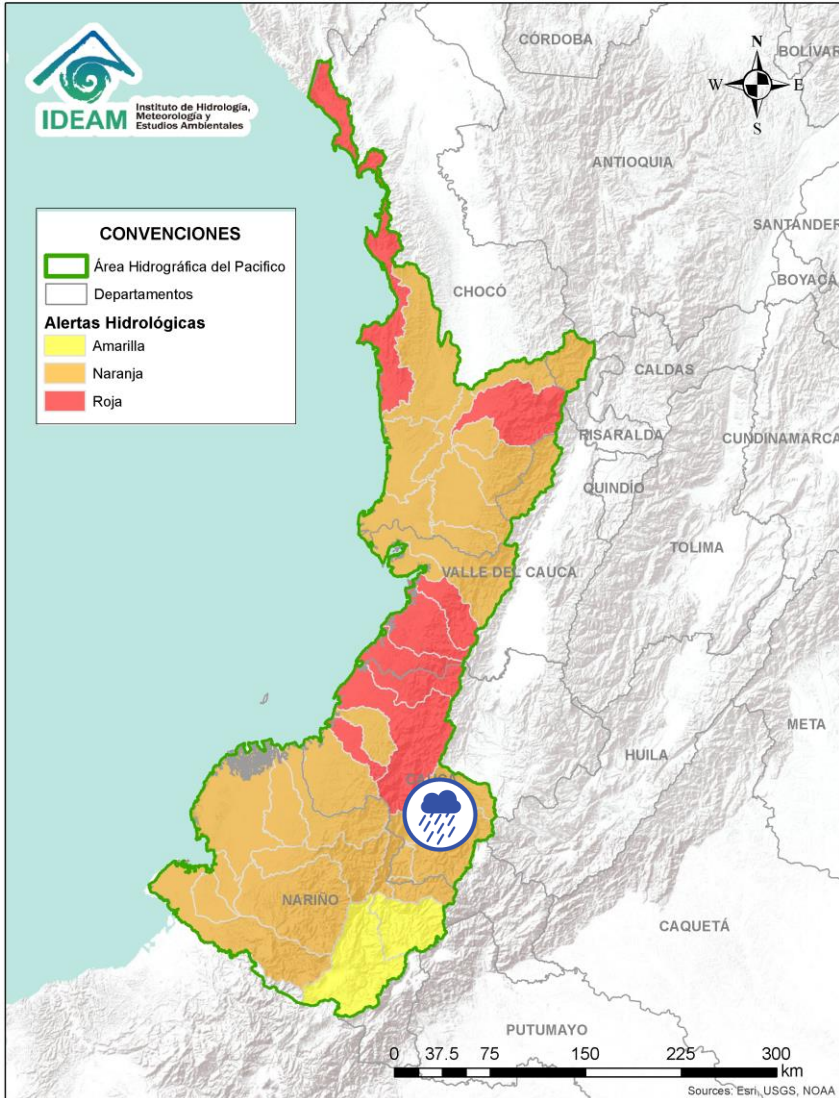 IDEAM
Instituto de Hidrología,
Meteorología y
Estudios Ambientales
CÓRDOBA
BOLÍVAR
N
W
E
S
ANTIOQUIA
SANTANDER
BOYACÁ
CONVENCIONES
Área Hidrográfica del Pacifico
Departamentos
Alertas Hidrológicas
Amarilla
Naranja
Roja
CHOCÓ
CALDAS
RISARALDA
CUNDINAMARCA
QUINDÍO
TOLIMA
VALLE DEL CAUCA
META
HUILA
CAUCA
NARIÑO
CAQUETÁ
PUTUMAYO
0 37.5 75 150 225 300
km
Sources: Esri, USGS, NOAA